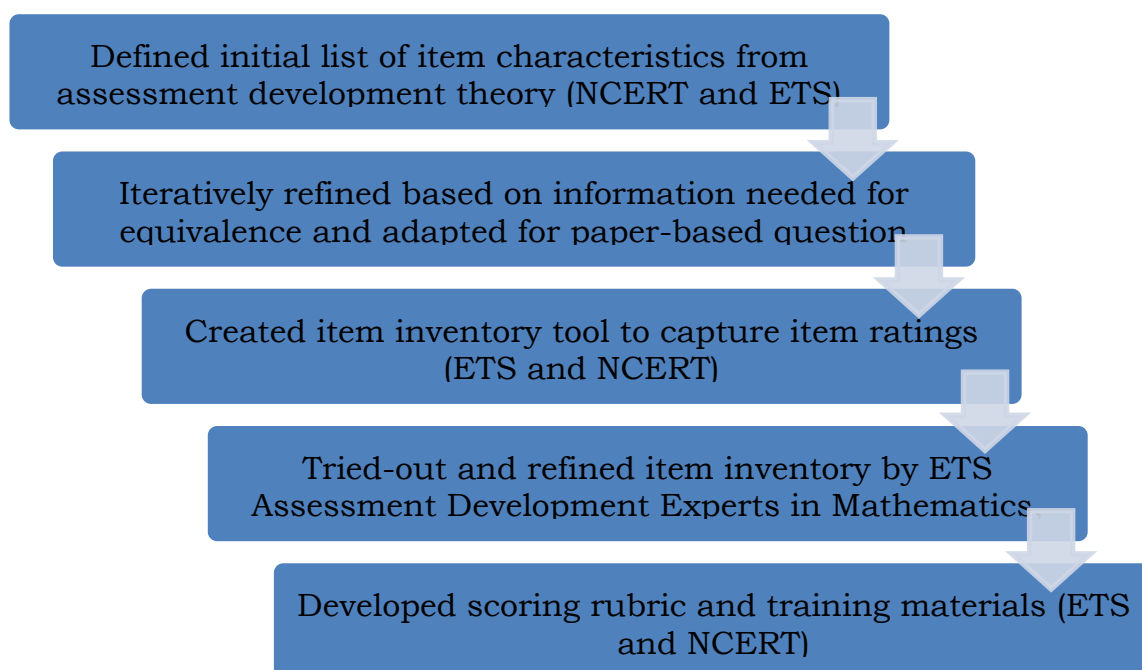 Defined initial list of item characteristics from
assessment development theory (NCERT and ETS)
Iteratively refined based on information needed for
equivalence and adapted for paper-based question
Created item inventory tool to capture item ratings
(ETS and NCERT)
Tried-out and refined item inventory by ETS
Assessment Development Experts in Mathematics
Developed scoring rubric and training materials (ETS
and NCERT)